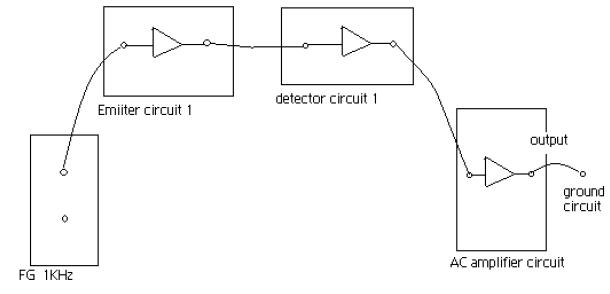 Emiiter circuit 1
detector circuit 1
output
ground
circuit
AC amplifier circuit
FG 1KHz